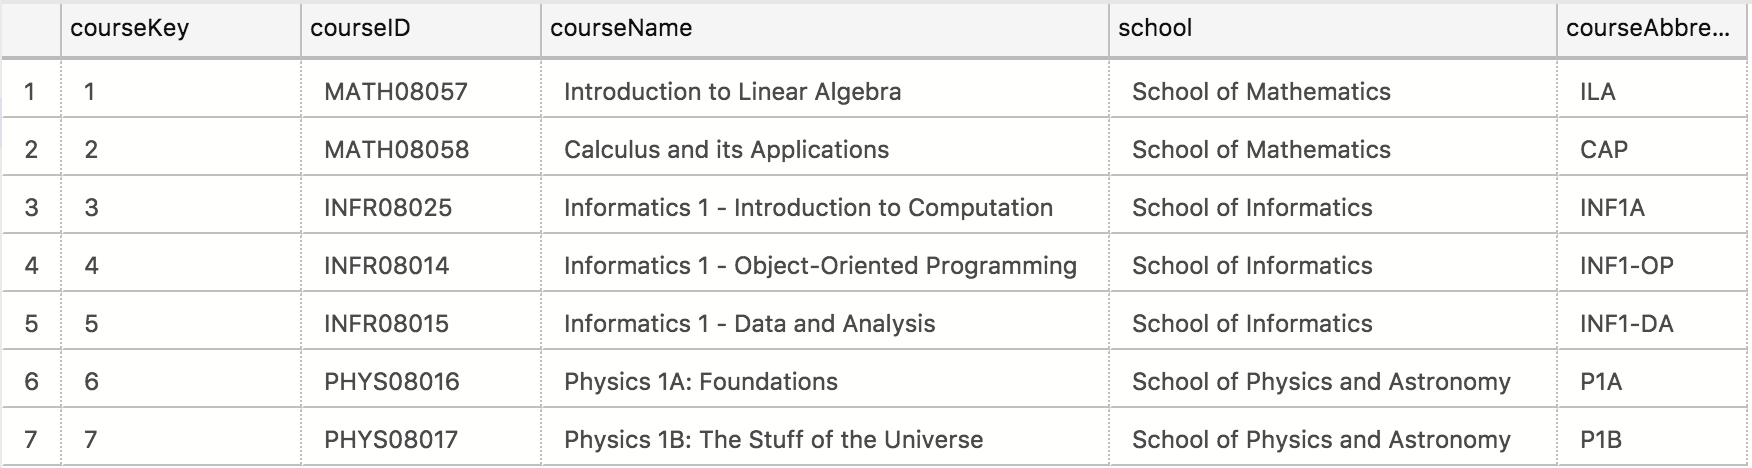 courseKey courseID courseName school courseAbbre...
1 1 MATH08057 Introduction to Linear Algebra School of Mathematics ILA
2 2 MATH08058 Calculus and its Applications School of Mathematics CAP
3 3 INFR08025 Informatics 1 - Introduction to Computation School of Informatics INF1A
4 4 INFR08014 Informatics 1 - Object-Oriented Programming School of Informatics INF1-OP
5 5 INFR08015 Informatics 1 - Data and Analysis School of Informatics INF1-DA
6 6 PHYS08016 Physics 1A: Foundations School of Physics and Astronomy P1A
7 7 PHYS08017 Physics 1B: The Stuff of the Universe School of Physics and Astronomy P1B